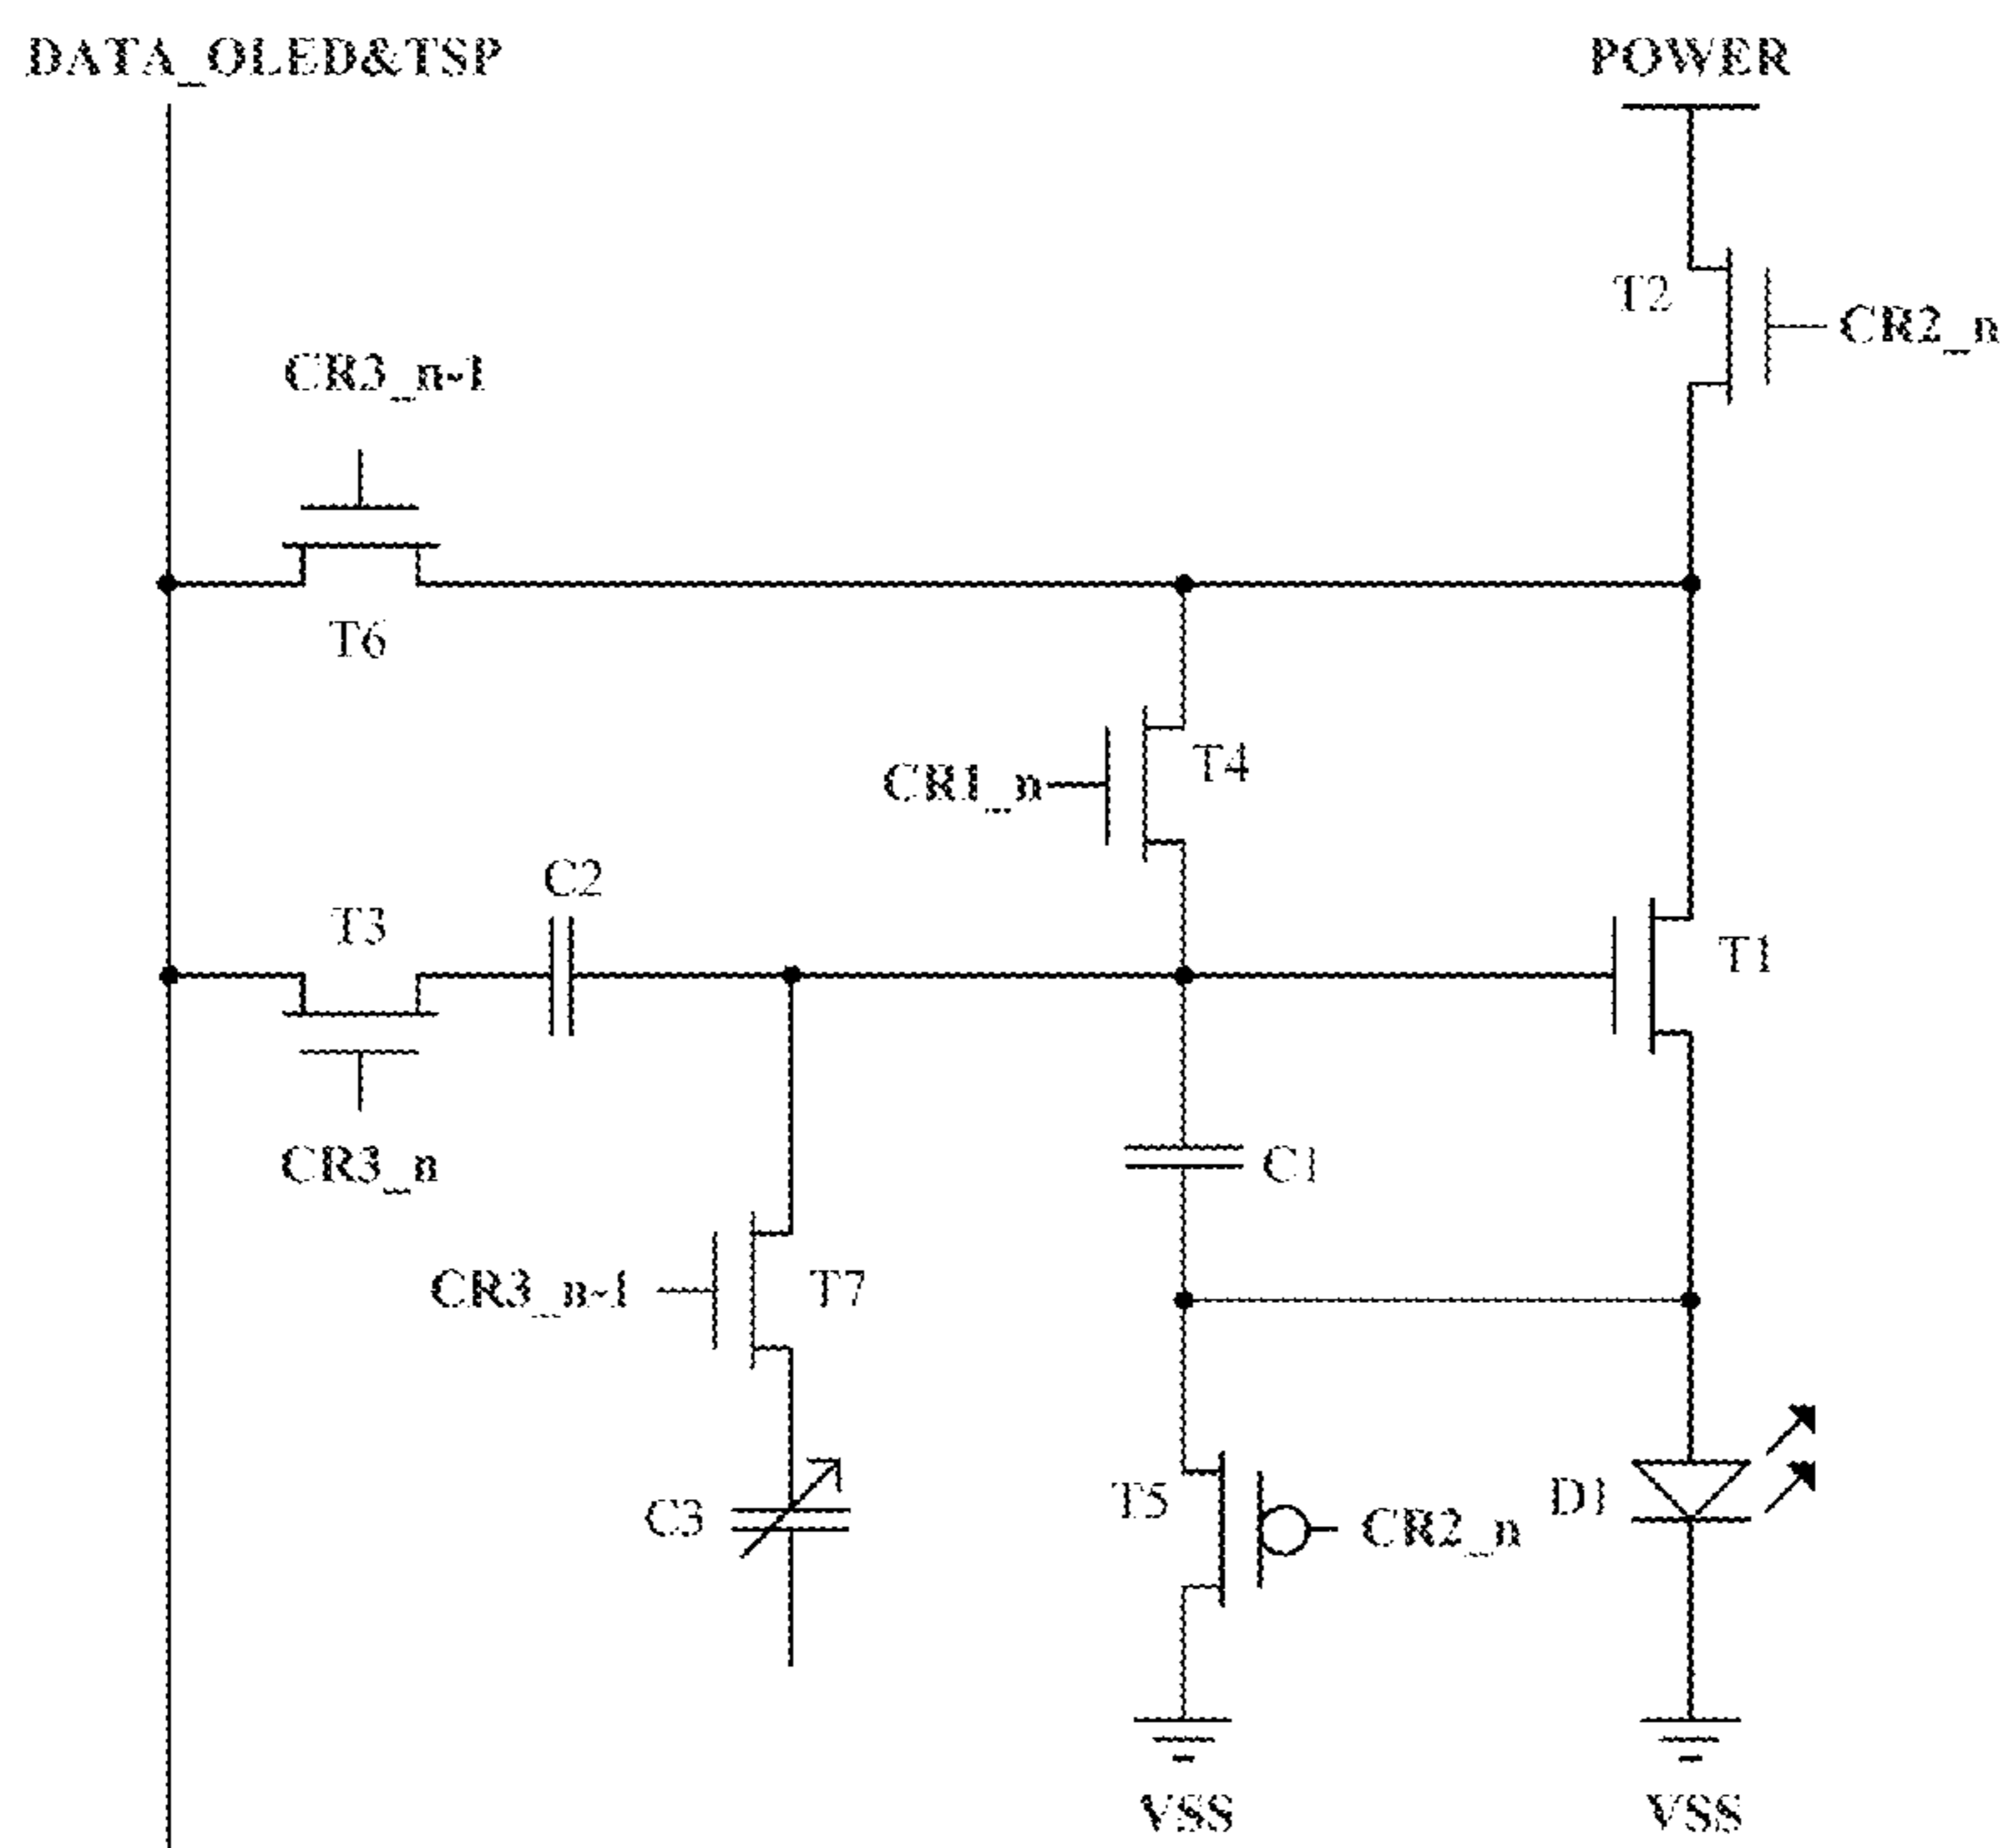 DATA_OLED&TSP
POWER
T2
CR2_n
CR3_n-1
T6
T4
CR1_n
C2
T3
T1
CR3_n
C1
CR3_n-1
T7
C3
T5
CR2_n
D1
VSS
VSS